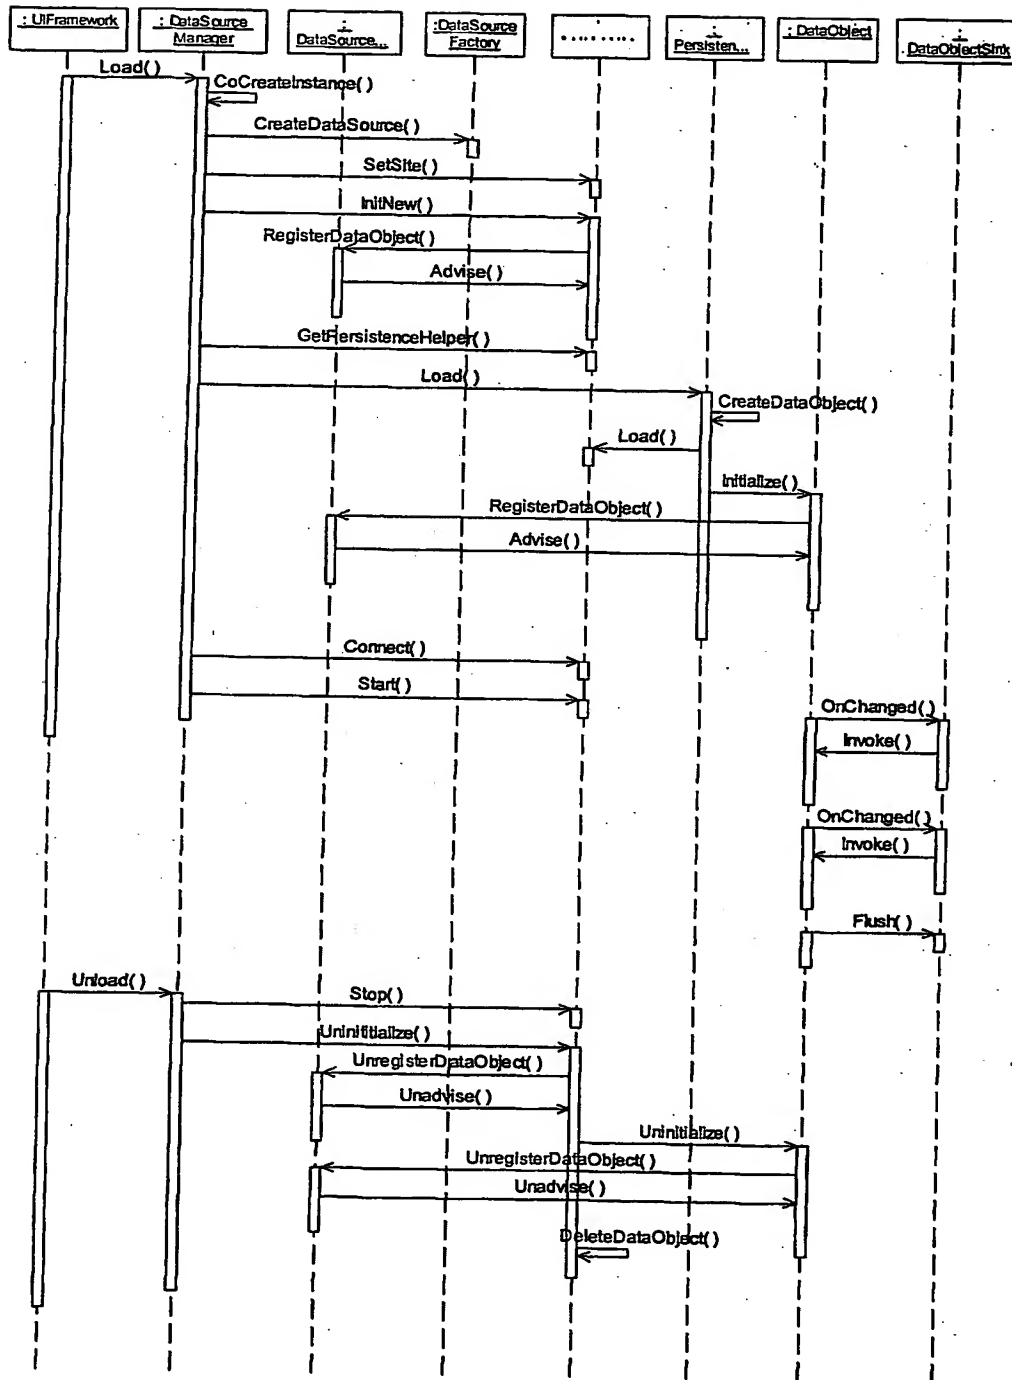 : UIFramework
: DataSource
Manager
:
DataSource...
:DataSource
Factory
:
Persisten...
: DataObject
:
DataObjectSink
Load()
CoCreateInstance()
CreateDataSource()
SetSite()
InitNew()
RegisterDataObject()
Advise()
GetPersistenceHelper()
Load()
CreateDataObject()
Load()
Initialize()
RegisterDataObject()
Advise()
Connect()
Start()
OnChanged()
Invoke()
OnChanged()
Invoke()
Flush()
Unload()
Stop()
Uninititialize()
UnregisterDataObject()
Unadvise()
Uninitialize()
UnregisterDataObject()
Unadvise()
DeleteDataObject()